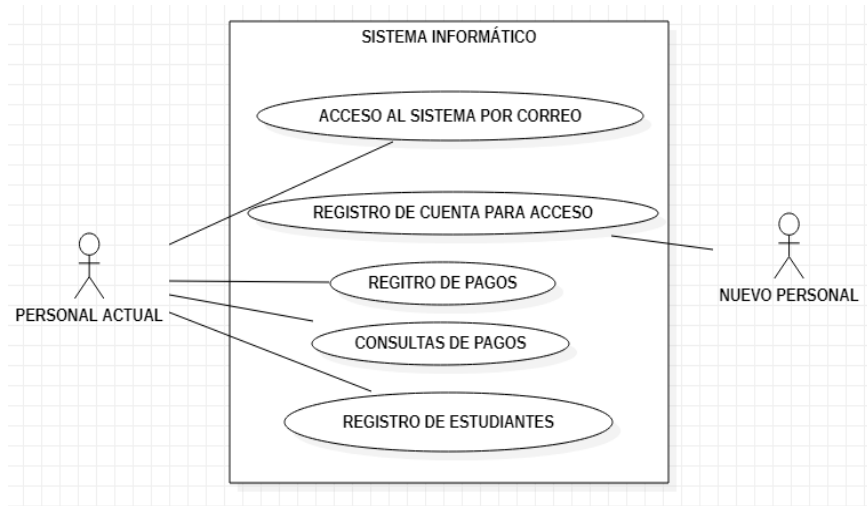 SISTEMA INFORMÁTICO
ACCESO AL SISTEMA POR CORREO
REGISTRO DE CUENTA PARA ACCESO
REGITRO DE PAGOS
CONSULTAS DE PAGOS
REGISTRO DE ESTUDIANTES
PERSONAL ACTUAL
NUEVO PERSONAL